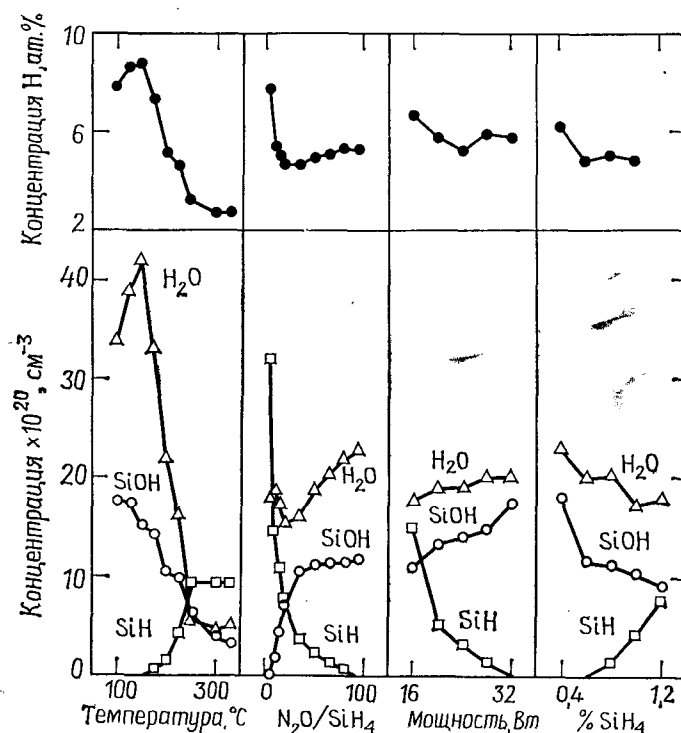 Концентрация H, ат.%
10
6
2
Концентрация ×10²⁰, см⁻³
40
30
20
10
0
H₂O
SiOH
SiH
H₂O
SiOH
SiH
H₂O
SiOH
SiH
H₂O
SiOH
SiH
100 300 0 100 16 32 0,4 1,2
Температура, °C N₂O/SiH₄ Мощность, Вт % SiH₄